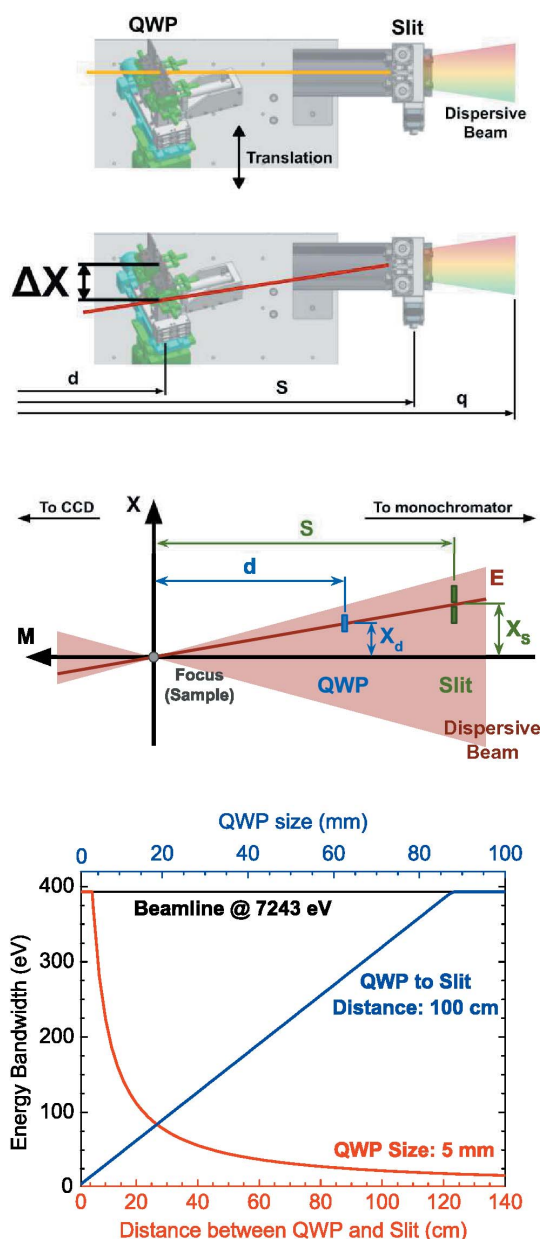 QWP
Slit
Dispersive
Beam
Translation
ΔX
d
S
q
To CCD
X
To monochromator
S
d
E
M
X_d
X_s
Focus
(Sample)
QWP
Slit
Dispersive
Beam
QWP size (mm)
0 20 40 60 80 100
400
Beamline @ 7243 eV
300
QWP to Slit
Distance: 100 cm
Energy Bandwidth (eV)
200
100
QWP Size: 5 mm
0
0 20 40 60 80 100 120 140
Distance between QWP and Slit (cm)